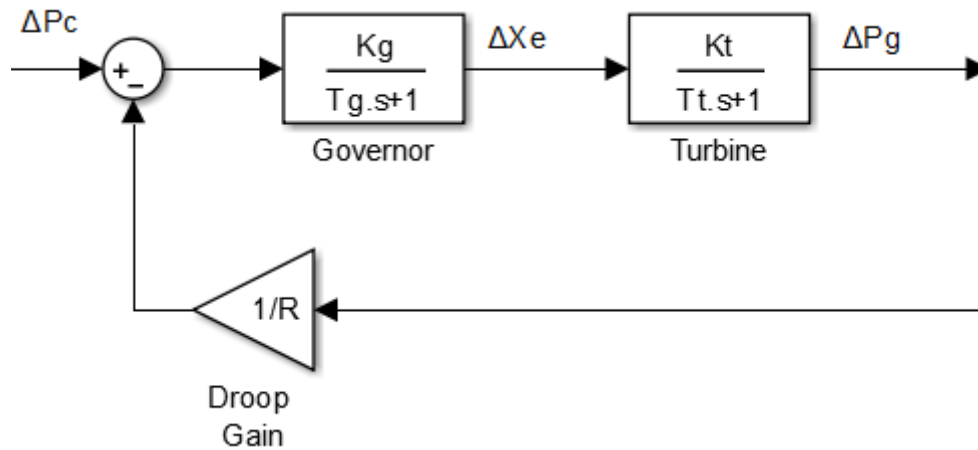 ΔPc
+
−
Kg
Tg.s+1
Governor
ΔXe
Kt
Tt.s+1
Turbine
ΔPg
1/R
Droop
Gain